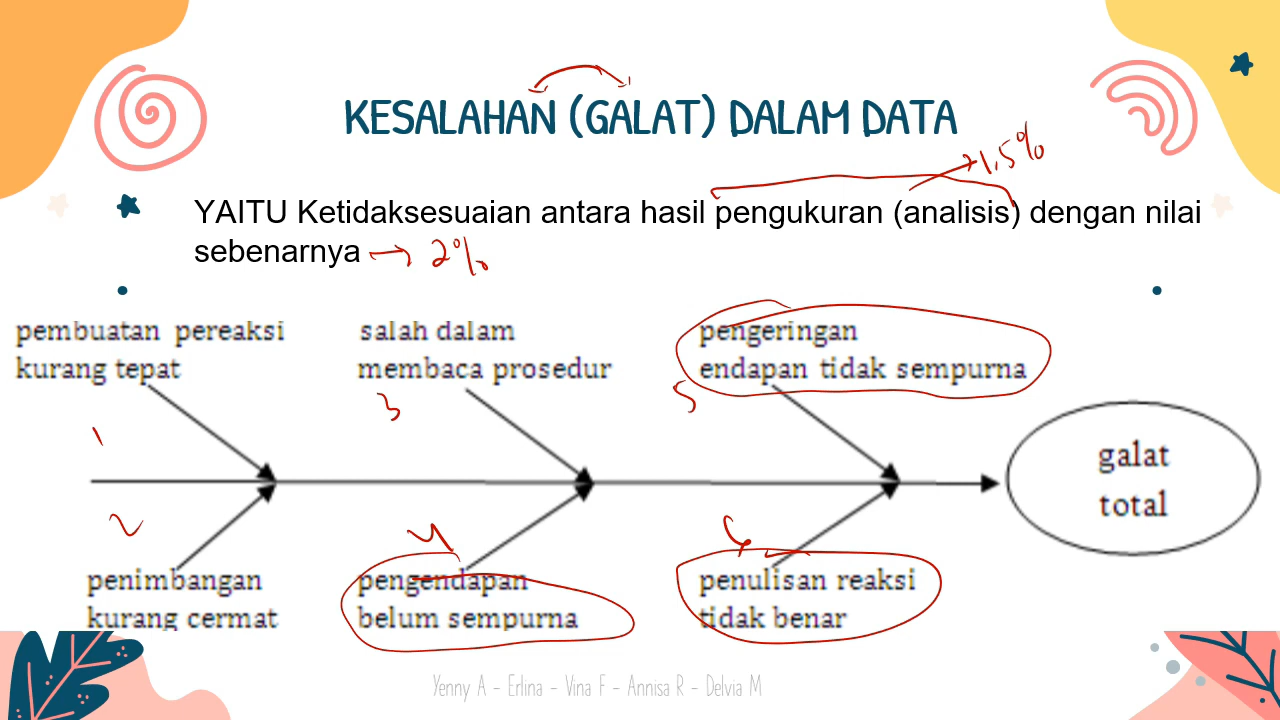 KESALAHAN (GALAT) DALAM DATA
1.5%
YAITU Ketidaksesuaian antara hasil pengukuran (analisis) dengan nilai
sebenarnya → 2%
pembuatan pereaksi
kurang tepat
salah dalam
membaca prosedur
pengeringan
endapan tidak sempurna
1
3
5
galat
total
2
4
6
penimbangan
kurang cermat
pengendapan
belum sempurna
penulisan reaksi
tidak benar
Yenny A - Erlina - Vina F - Annisa R - Delvia M